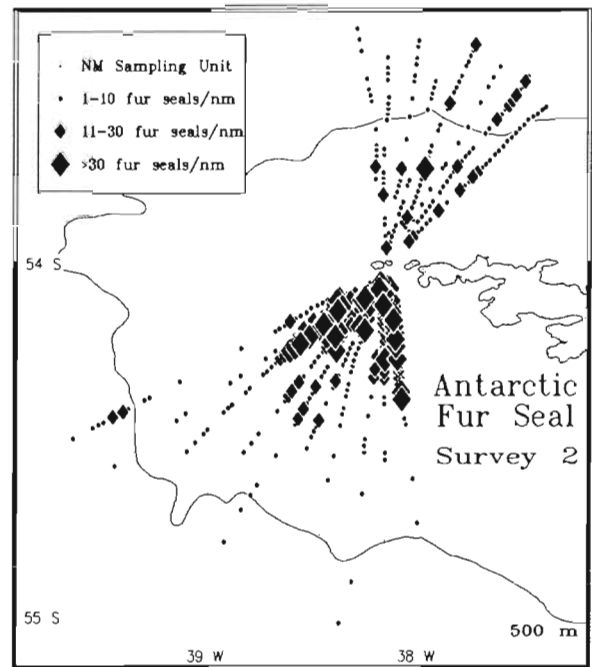 NM Sampling Unit
1-10 fur seals/nm
11-30 fur seals/nm
>30 fur seals/nm
54 S
Antarctic
Fur Seal
Survey 2
55 S
500 m
39 W
38 W